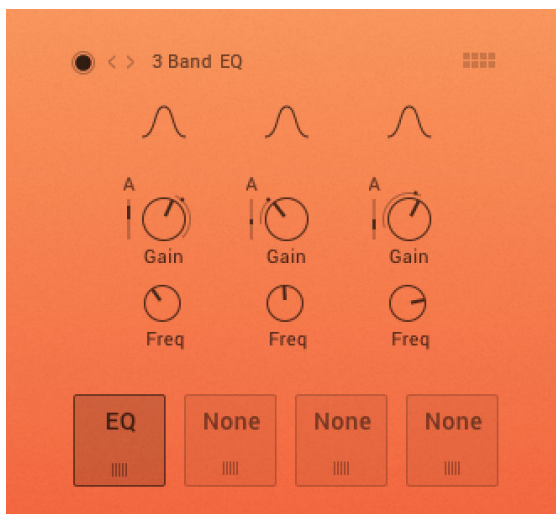 3 Band EQ
A A A
Gain Gain Gain
Freq Freq Freq
EQ None None None